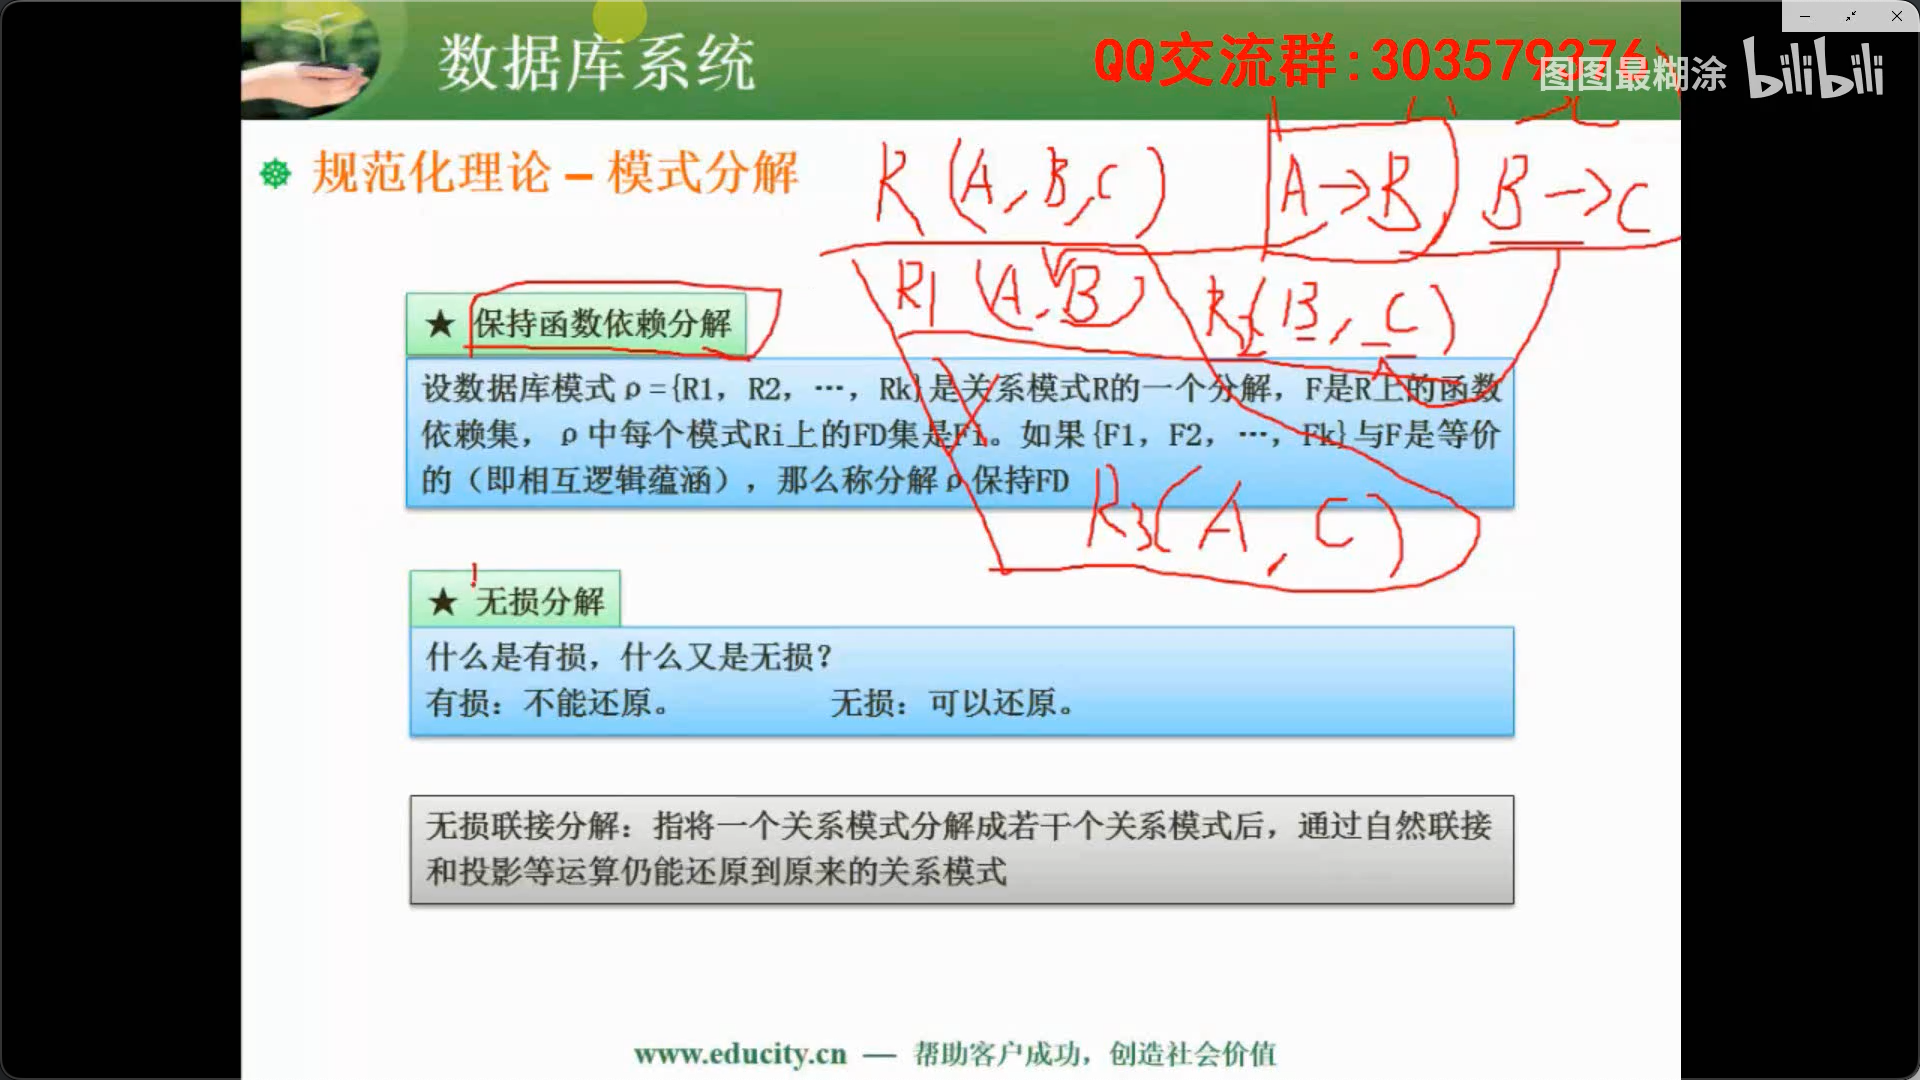 数据库系统
QQ交流群:303579376
图图最糊涂 bilibili
规范化理论 – 模式分解
R (A, B, C) A→B B→C
R1 (A, B) R2 (B, C)
★ 保持函数依赖分解
设数据库模式ρ={R1，R2，…，Rk}是关系模式R的一个分解，F是R上的函数
依赖集，ρ中每个模式Ri上的FD集是Fi。如果{F1，F2，…，Fk}与F是等价
的（即相互逻辑蕴涵），那么称分解ρ保持FD
R3 (A, C)
★ 无损分解
什么是有损，什么又是无损？
有损：不能还原。 无损：可以还原。
无损联接分解：指将一个关系模式分解成若干个关系模式后，通过自然联接
和投影等运算仍能还原到原来的关系模式
www.educity.cn — 帮助客户成功，创造社会价值